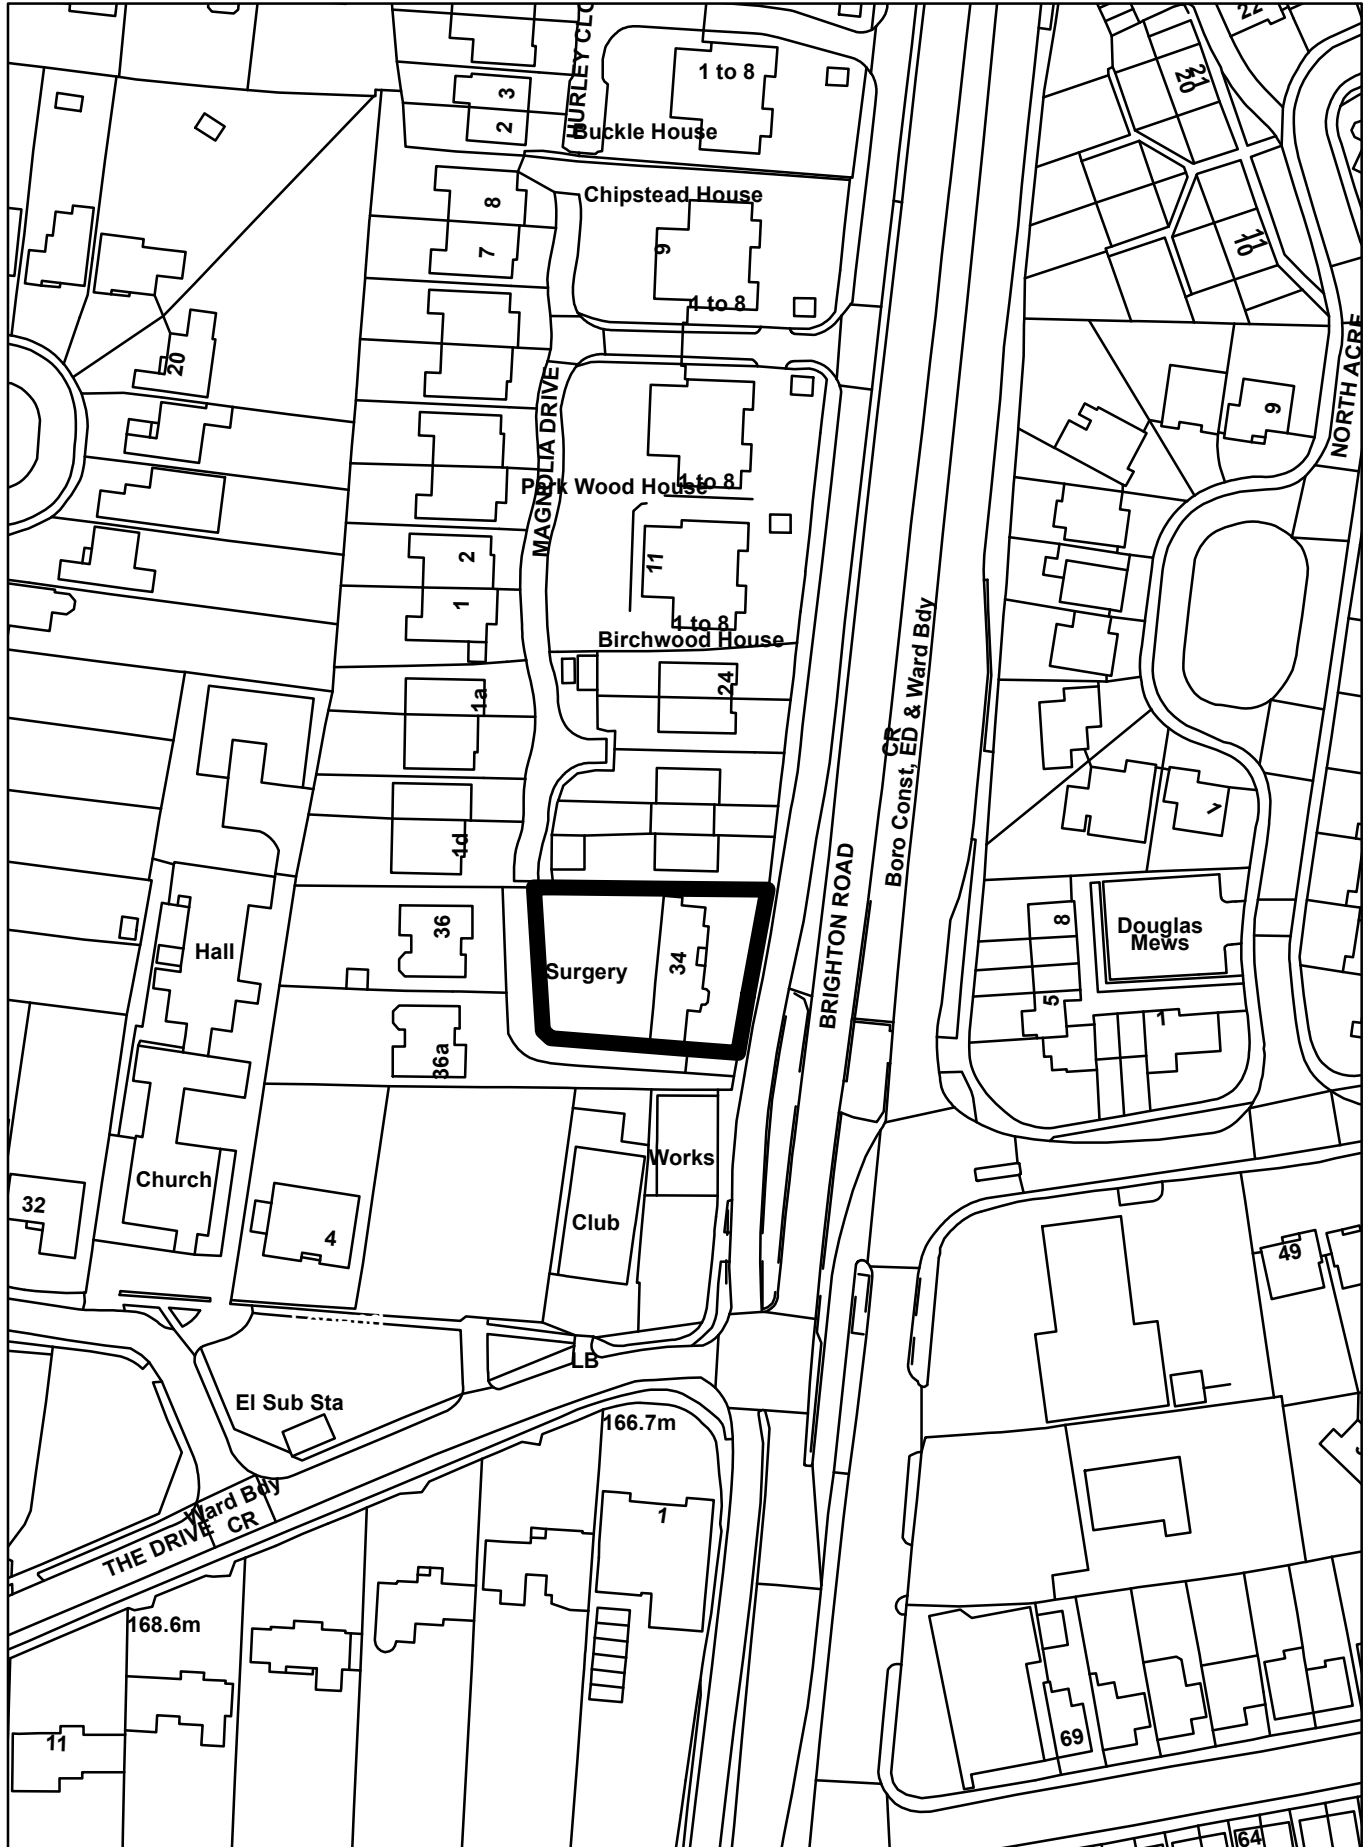 22
HURLEY CLO
1 to 8
3
2
Buckle House
21
20
Chipstead House
8
7
9
11
10
1 to 8
20
NORTH ACRE
MAGNOLIA DRIVE
9
Park Wood House
1 to 8
2
11
1
1 to 8
Birchwood House
24
1a
CR
Boro Const, ED & Ward Bdy
1
1d
BRIGHTON ROAD
36
Hall
Surgery
34
8
Douglas
Mews
5
1
36a
Works
Church
32
Club
4
49
LB
El Sub Sta
166.7m
Ward Bdy
THE DRIVE
CR
1
168.6m
11
69
64